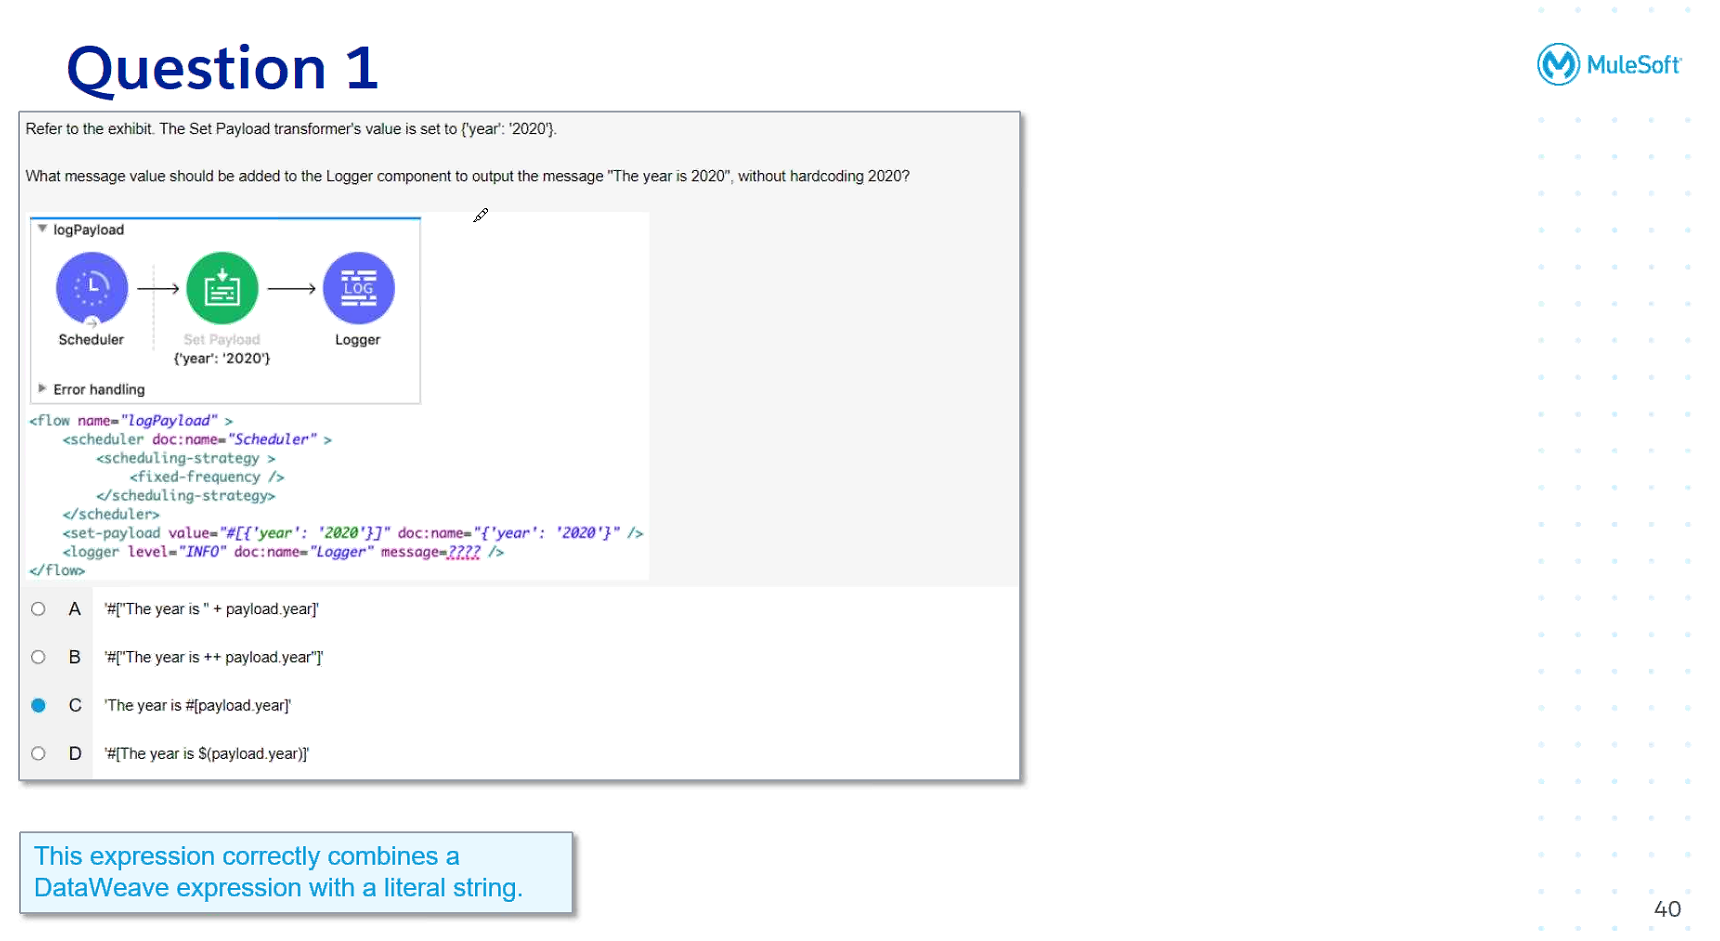 Question 1
MuleSoft
Refer to the exhibit. The Set Payload transformer's value is set to {'year': '2020'}.
What message value should be added to the Logger component to output the message "The year is 2020", without hardcoding 2020?
logPayload
LOG
Scheduler
Set Payload
Logger
{'year': '2020'}
Error handling
<flow name="logPayload" >
<scheduler doc:name="Scheduler" >
<scheduling-strategy >
<fixed-frequency />
</scheduling-strategy>
</scheduler>
<set-payload value="#[{'year': '2020'}]" doc:name="{'year': '2020'}" />
<logger level="INFO" doc:name="Logger" message=???? />
</flow>
A '#["The year is " + payload.year]'
B '#["The year is ++ payload.year"]'
C 'The year is #[payload.year]'
D '#[The year is $(payload.year)]'
This expression correctly combines a
DataWeave expression with a literal string.
40